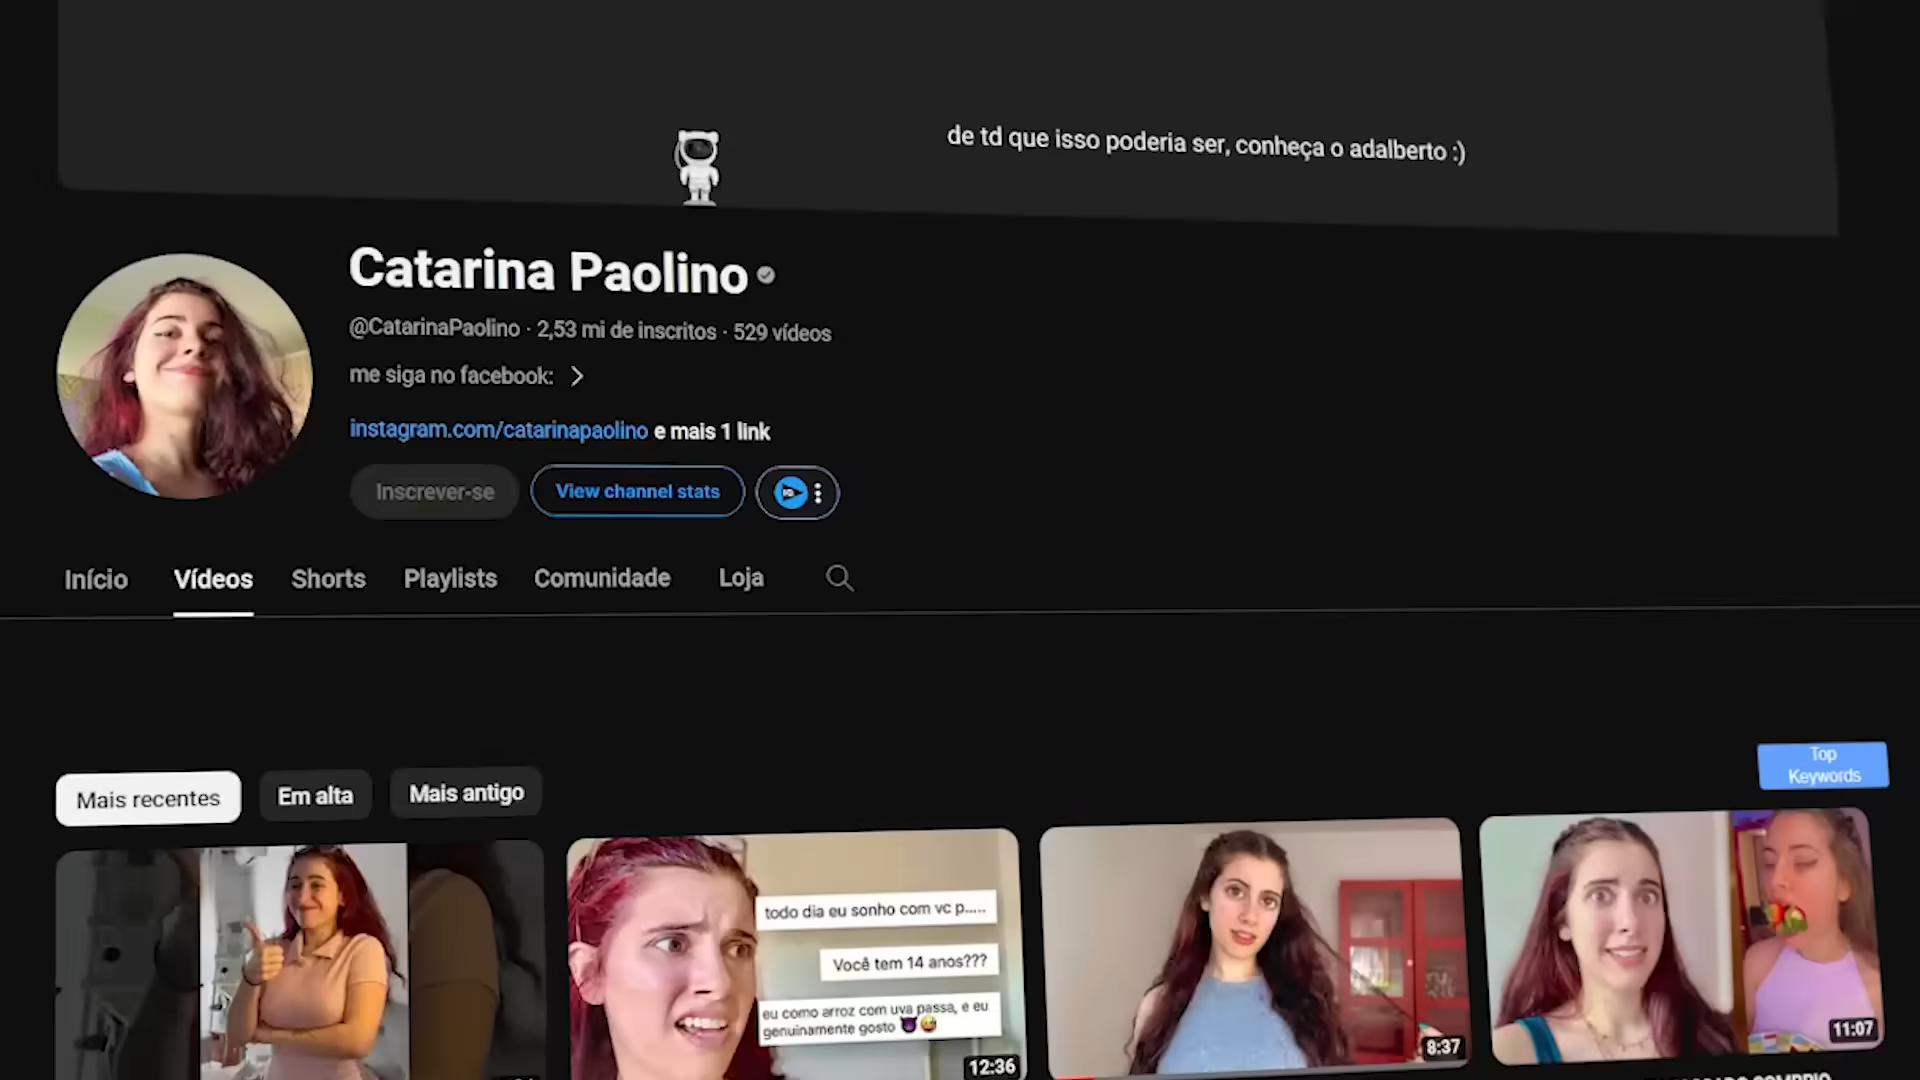 de td que isso poderia ser, conheça o adalberto :)
Catarina Paolino
@CatarinaPaolino · 2,53 mi de inscritos · 529 vídeos
me siga no facebook:
instagram.com/catarinapaolino e mais 1 link
Inscrever-se
View channel stats
Início
Vídeos
Shorts
Playlists
Comunidade
Loja
Top
Keywords
Mais recentes
Em alta
Mais antigo
todo dia eu sonho com vc p.....
Você tem 14 anos???
eu como arroz com uva passa, e eu
genuinamente gosto 😈😅
12:36
8:37
11:07